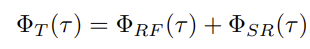 Φ_T(τ) = Φ_RF(τ) + Φ_SR(τ)